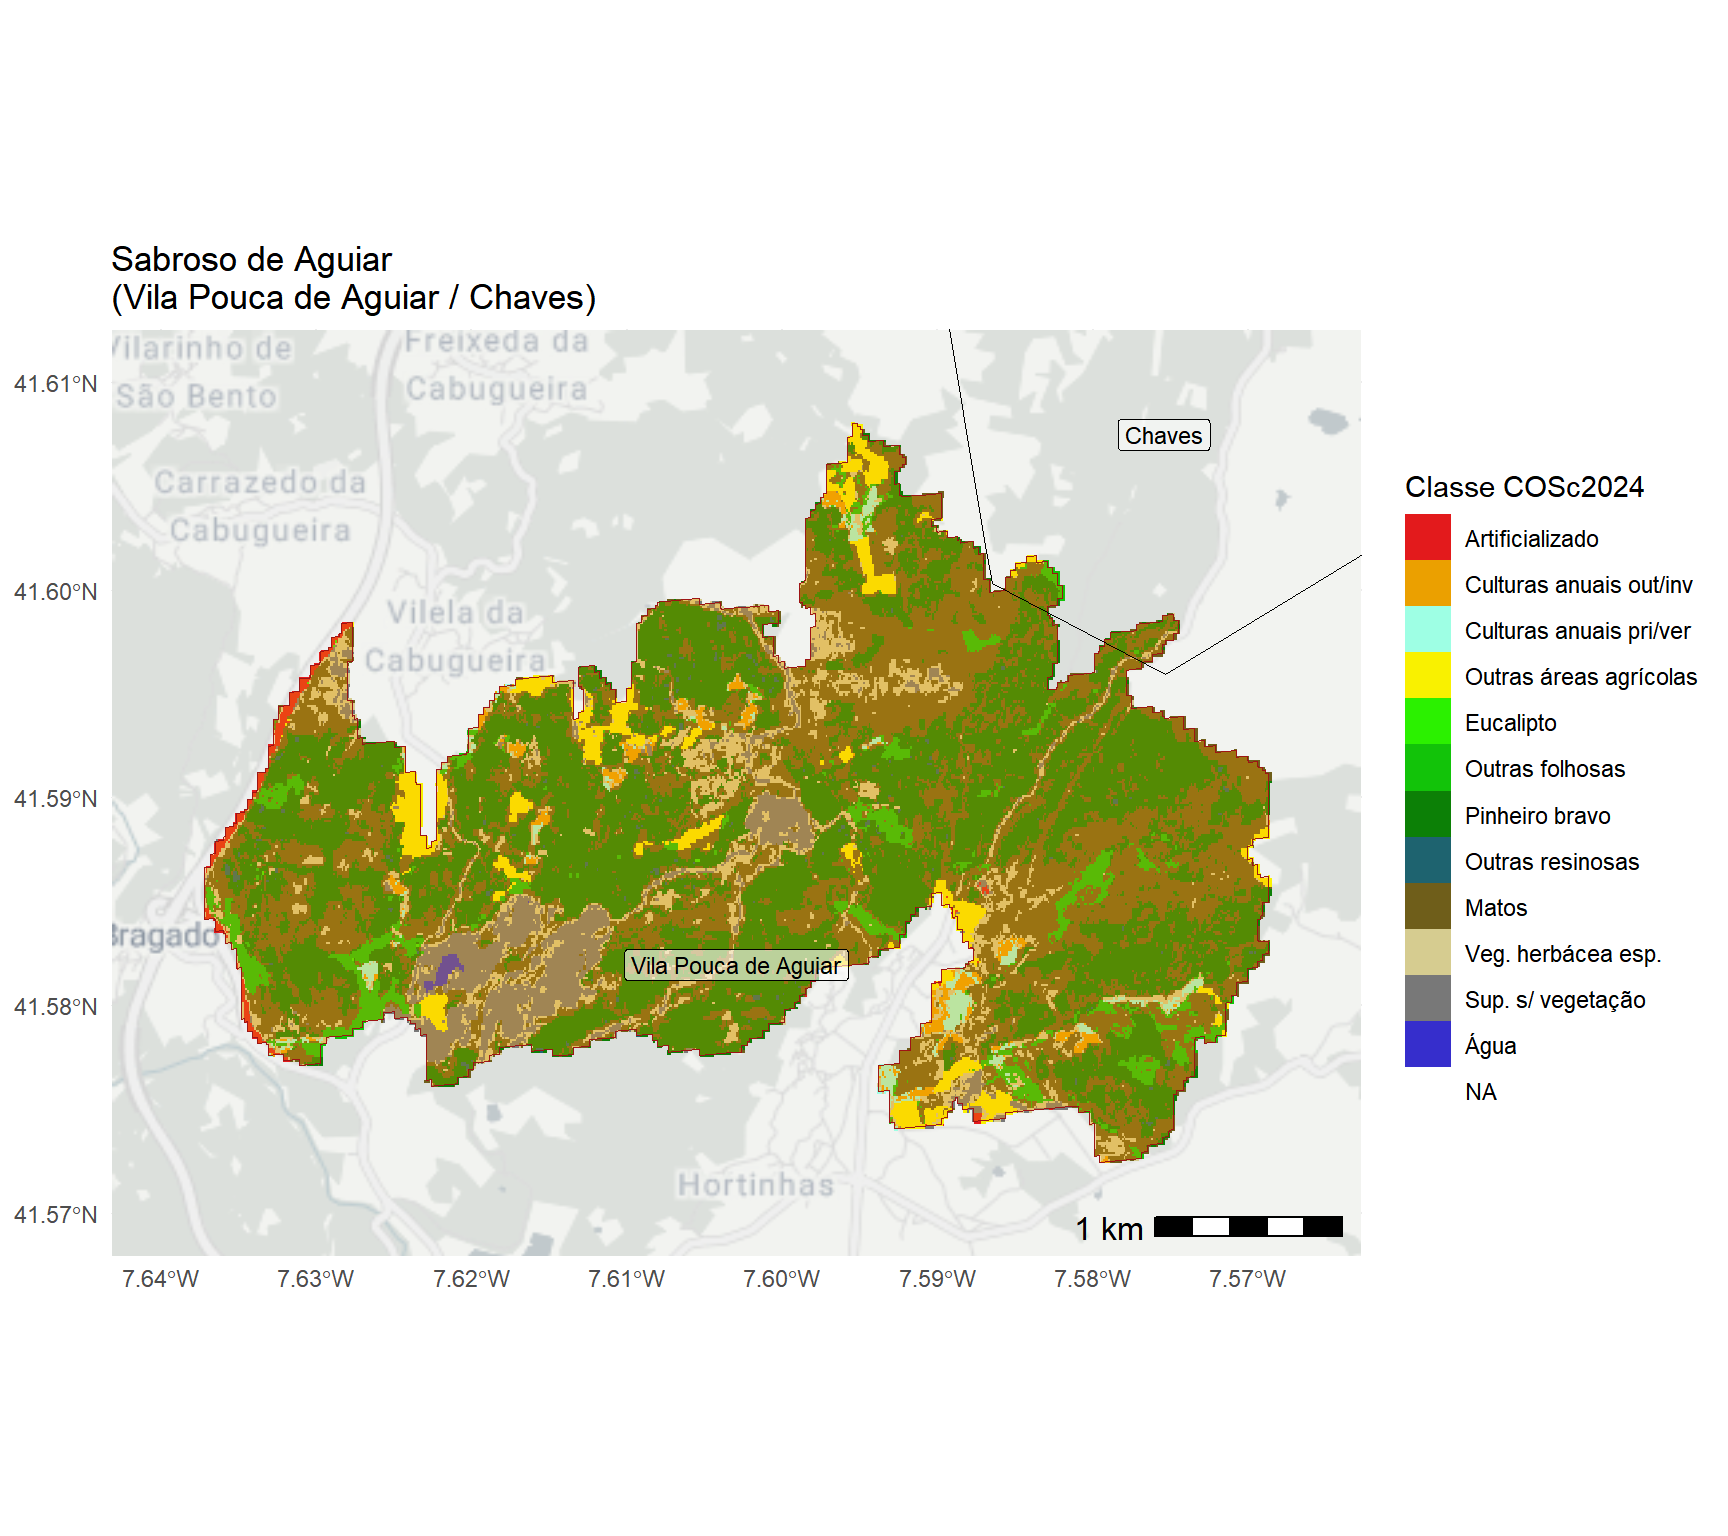 Sabroso de Aguiar
(Vila Pouca de Aguiar / Chaves)
Vilarinho de
São Bento
Freixeda da
Cabugueira
Carrazedo da
Cabugueira
Vilela da
Cabugueira
Bragado
Hortinhas
Chaves
Vila Pouca de Aguiar
41.61°N
41.60°N
41.59°N
41.58°N
41.57°N
7.64°W
7.63°W
7.62°W
7.61°W
7.60°W
7.59°W
7.58°W
7.57°W
1 km
Classe COSc2024
Artificializado
Culturas anuais out/inv
Culturas anuais pri/ver
Outras áreas agrícolas
Eucalipto
Outras folhosas
Pinheiro bravo
Outras resinosas
Matos
Veg. herbácea esp.
Sup. s/ vegetação
Água
NA